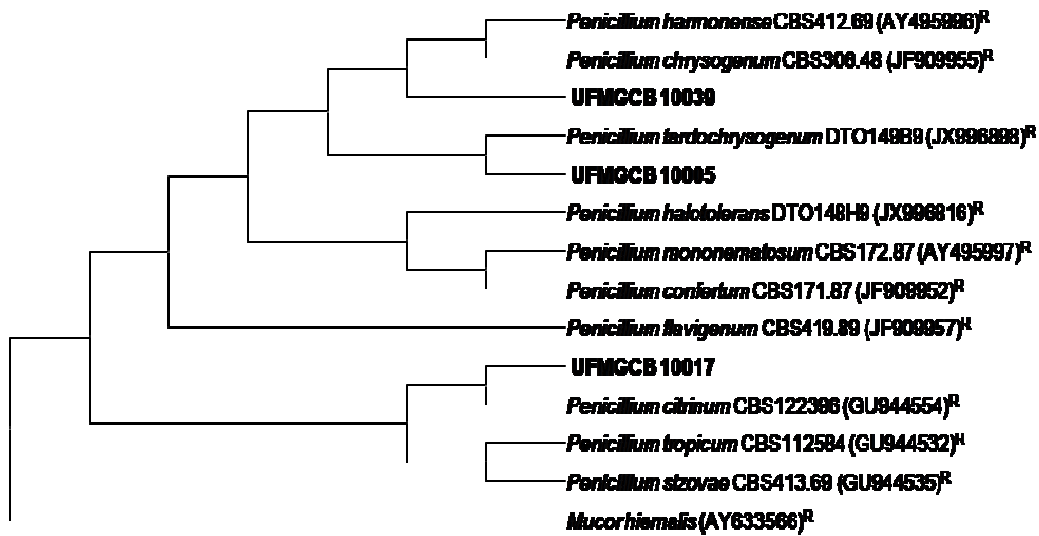 Penicillium harmonense CBS412.69 (AY495996)R
Penicillium chrysogenum CBS306.48 (JF909955)R
UFMGCB 10039
Penicillium tardochrysogenum DTO149B9 (JX996898)R
UFMGCB 10095
Penicillium halotolerans DTO148H9 (JX996816)R
Penicillium mononematosum CBS172.87 (AY495997)R
Penicillium confertum CBS171.87 (JF909952)R
Penicillium flavigenum CBS419.89 (JF909957)R
UFMGCB 10017
Penicillium citrinum CBS122396 (GU944554)R
Penicillium tropicum CBS112584 (GU944532)R
Penicillium sizovae CBS413.69 (GU944535)R
Mucor hiemalis (AY633566)R